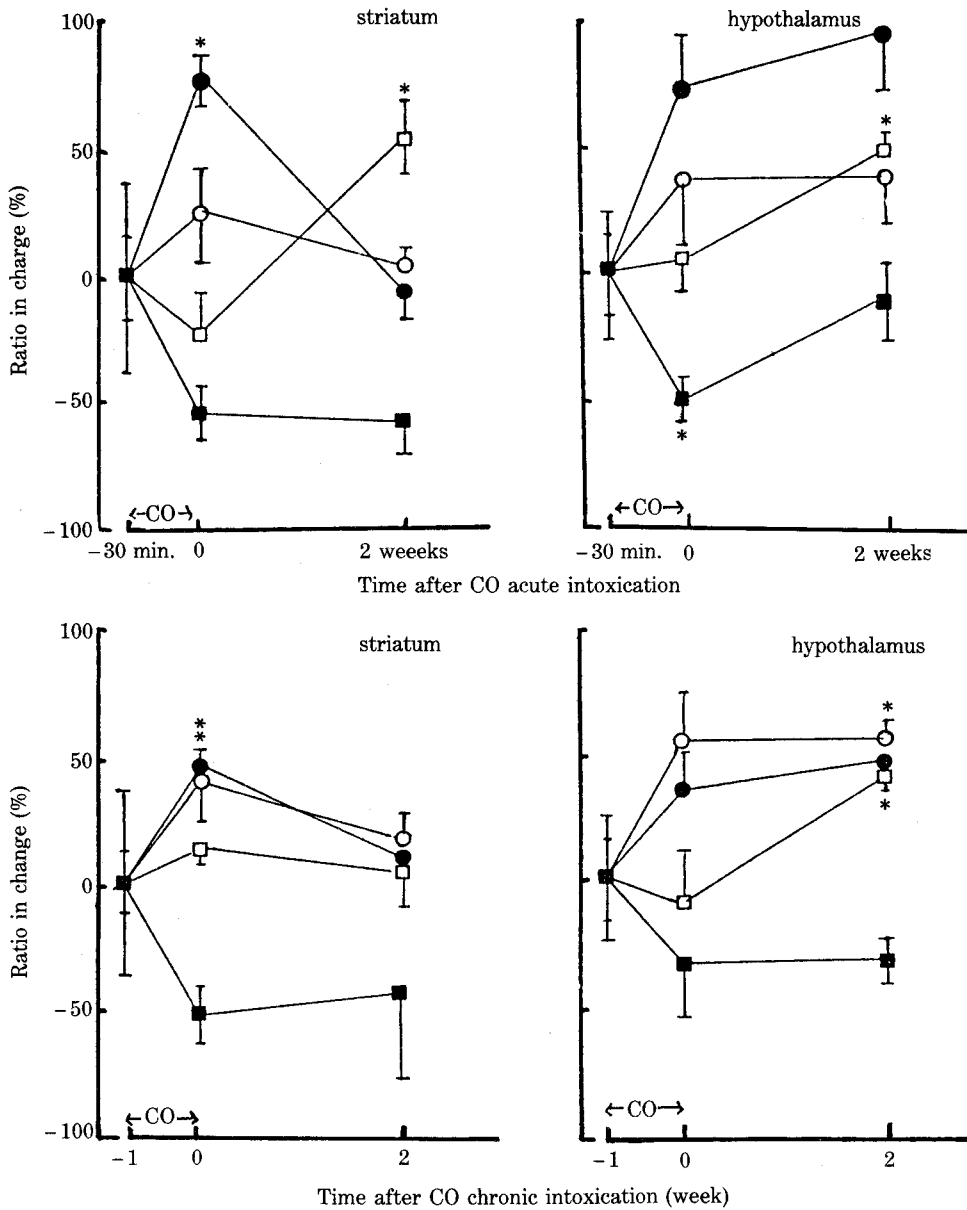 striatum
hypothalamus
Ratio in charge (%)
100
50
0
−50
−100
*
*
*
*
←CO→
←CO→
−30 min. 0 2 weeeks
−30 min. 0 2 weeks
Time after CO acute intoxication
striatum
hypothalamus
Ratio in change (%)
100
50
0
−50
−100
*
*
*
*
←CO→
←CO→
−1 0 2
−1 0 2
Time after CO chronic intoxication (week)